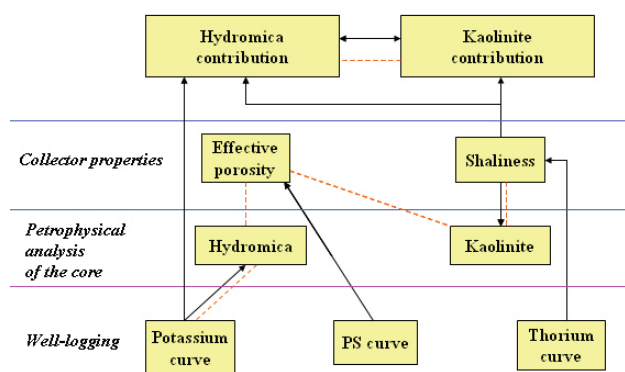 Hydromica
contribution
Kaolinite
contribution
Collector properties
Effective
porosity
Shaliness
Petrophysical
analysis
of the core
Hydromica
Kaolinite
Well-logging
Potassium
curve
PS curve
Thorium
curve